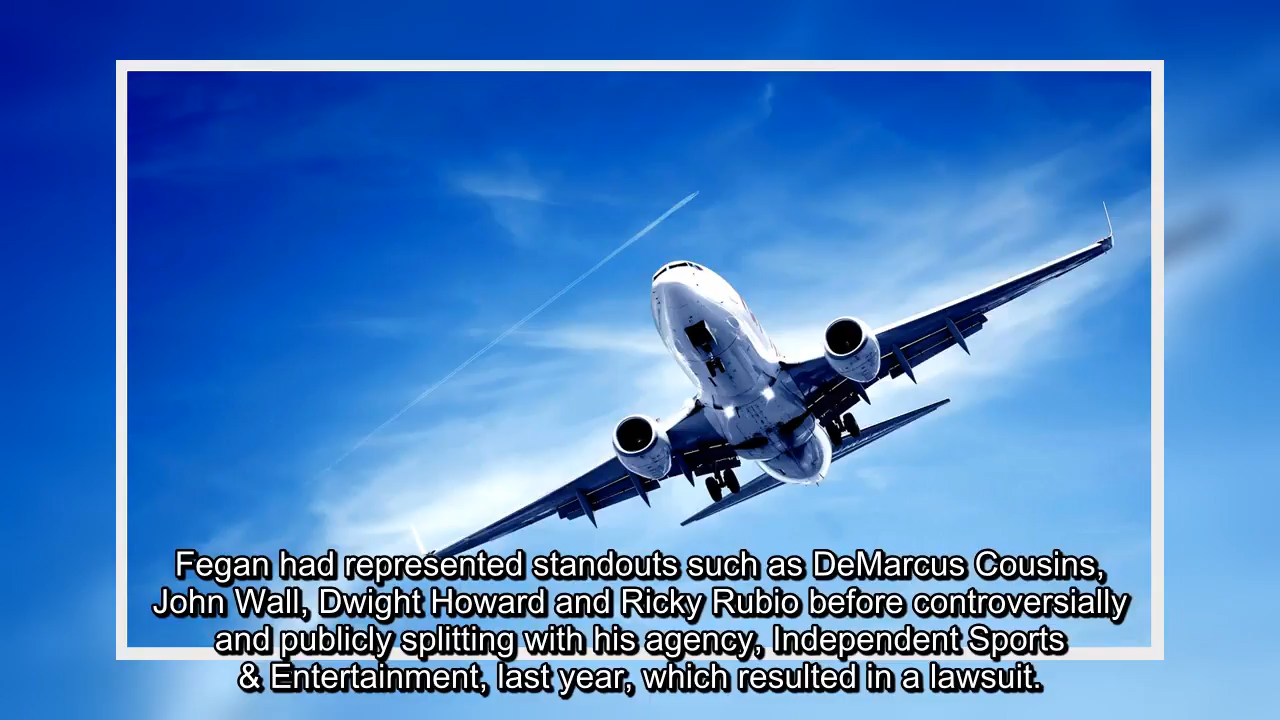 Fegan had represented standouts such as DeMarcus Cousins,
John Wall, Dwight Howard and Ricky Rubio before controversially
and publicly splitting with his agency, Independent Sports
& Entertainment, last year, which resulted in a lawsuit.